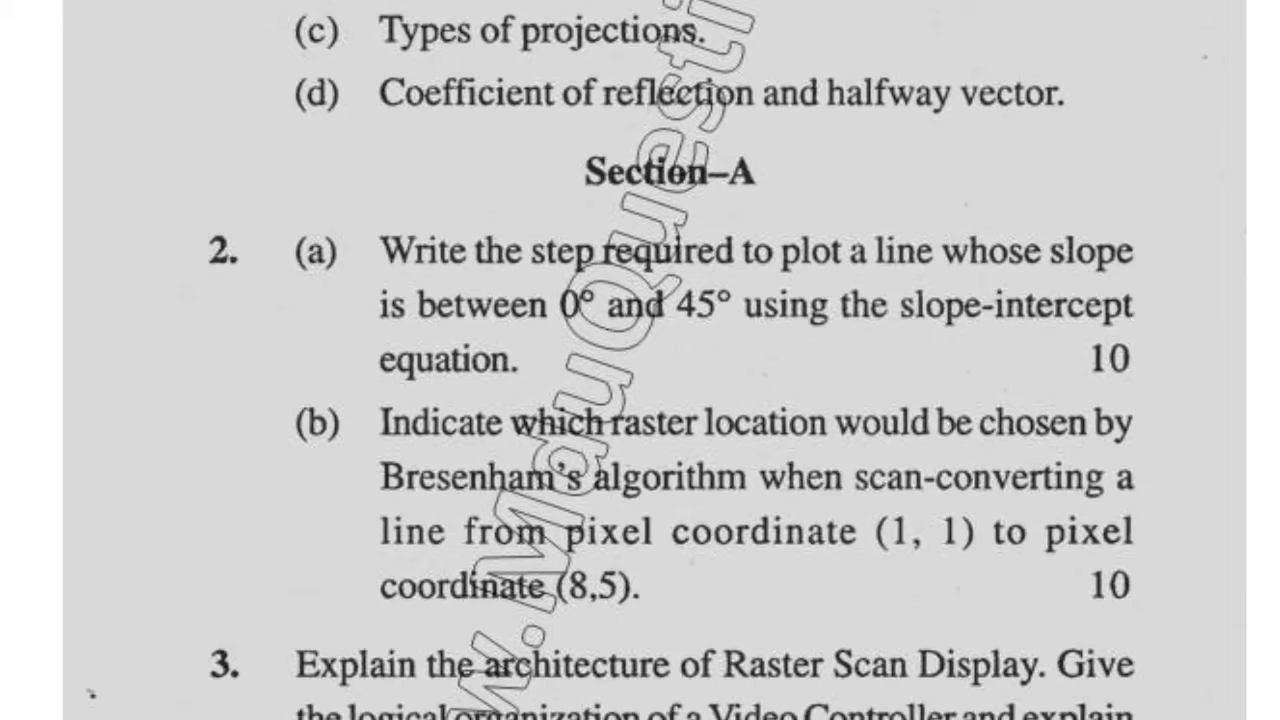 (c) Types of projections.
(d) Coefficient of reflection and halfway vector.
Section–A
2. (a) Write the step required to plot a line whose slope
is between 0° and 45° using the slope-intercept
equation. 10
(b) Indicate which raster location would be chosen by
Bresenham's algorithm when scan-converting a
line from pixel coordinate (1, 1) to pixel
coordinate (8,5). 10
3. Explain the architecture of Raster Scan Display. Give
the logical organization of a Video Controller and explain